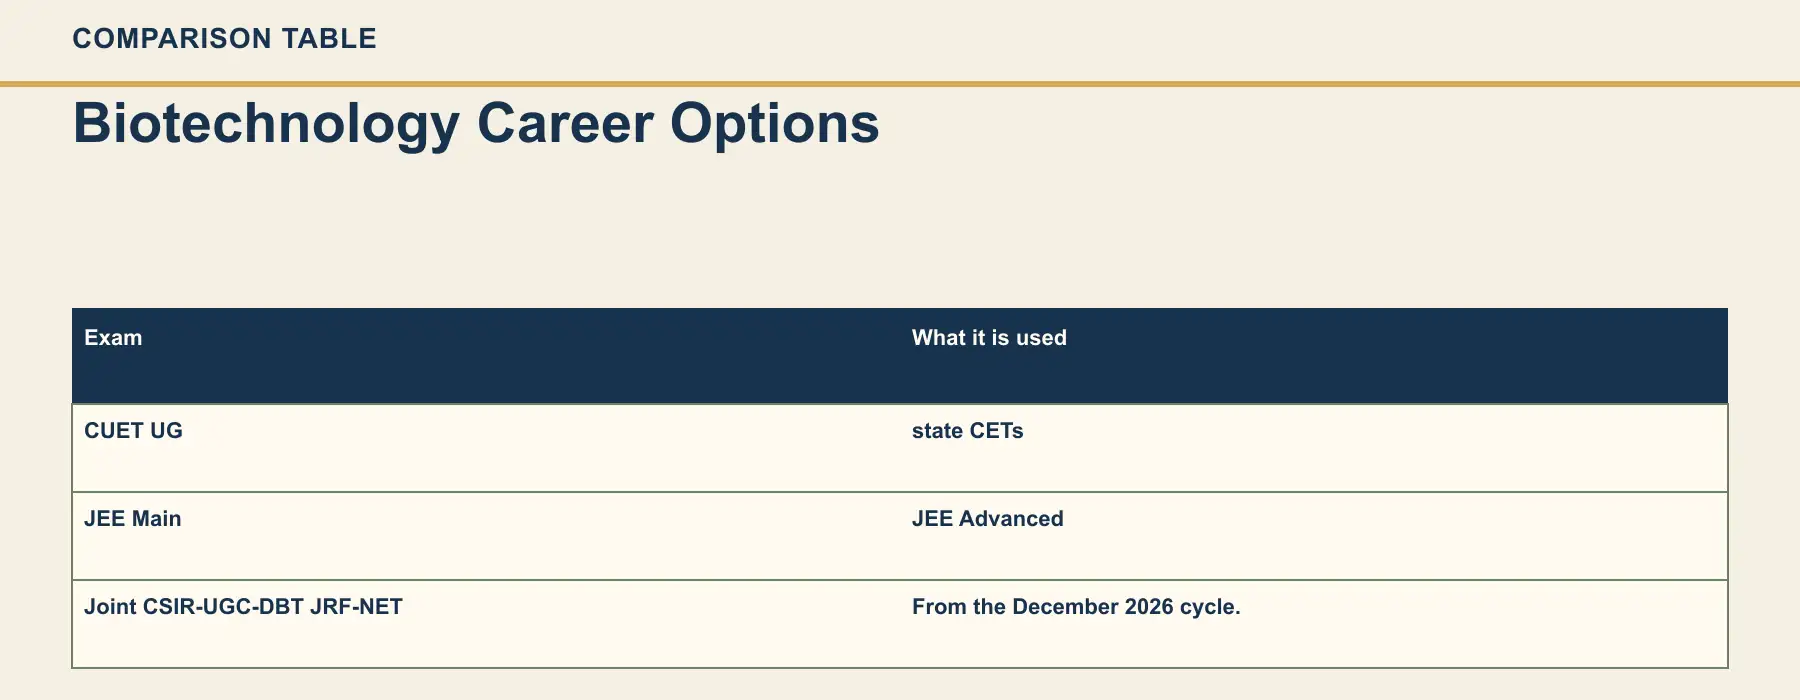 COMPARISON TABLE
Biotechnology Career Options
Exam What it is used
CUET UG state CETs
JEE Main JEE Advanced
Joint CSIR-UGC-DBT JRF-NET From the December 2026 cycle.